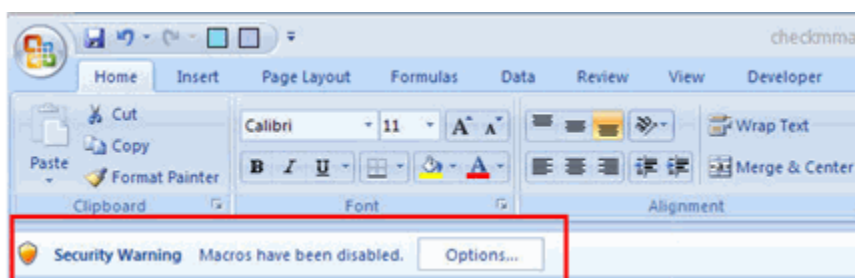 checkmma
Home Insert Page Layout Formulas Data Review View Developer
Cut
Calibri 11 A A Wrap Text
Copy
Paste
B I U A Merge & Center
Format Painter
Clipboard Font Alignment
Security Warning Macros have been disabled. Options...